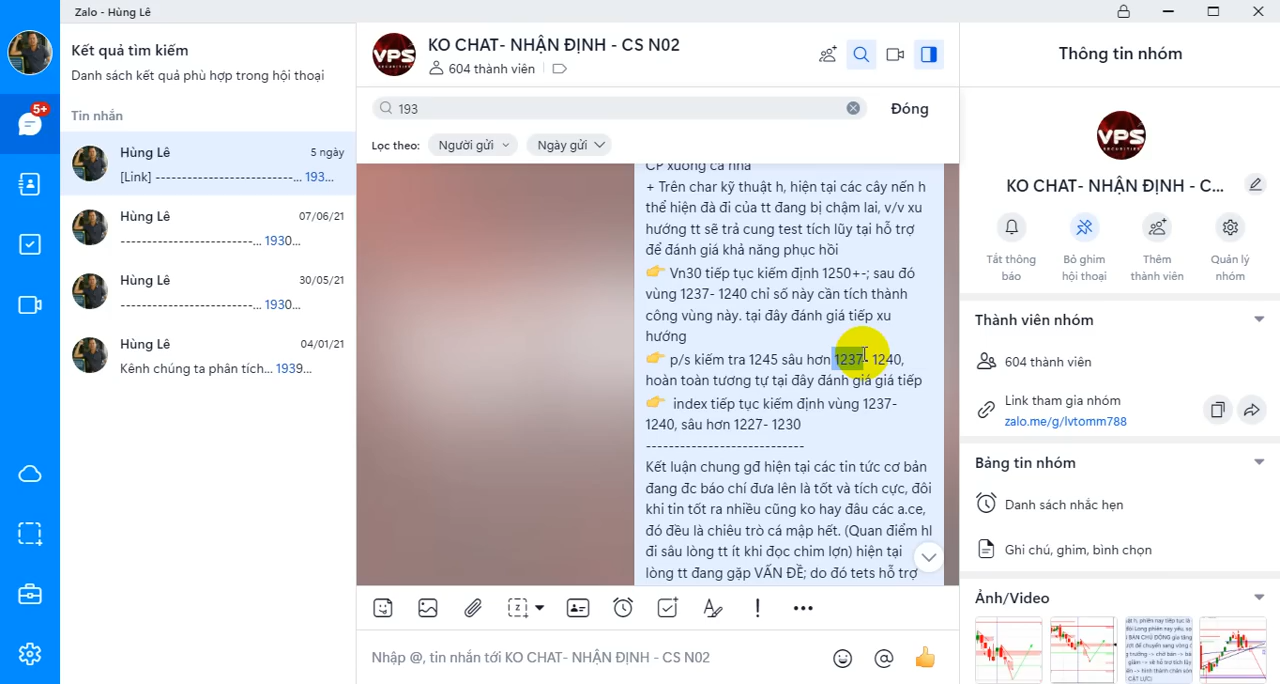 Zalo - Hùng Lê
5+
Kết quả tìm kiếm
Danh sách kết quả phù hợp trong hội thoại
Tin nhắn
Hùng Lê
5 ngày
[Link] --------------------------... 193...
Hùng Lê
07/06/21
-------------------------... 1930...
Hùng Lê
30/05/21
-------------------------... 1930...
Hùng Lê
04/01/21
Kênh chúng ta phân tích... 1939...
VPS
SECURITIES
KO CHAT- NHẬN ĐỊNH - CS N02
604 thành viên
193
Đóng
Lọc theo:
Người gửi
Ngày gửi
CP xuống cả nhà
+ Trên char kỹ thuật h, hiện tại các cây nến h
thể hiện đà đi của tt đang bị chậm lai, v/v xu
hướng tt sẽ trả cung test tích lũy tại hỗ trợ
để đánh giá khả năng phục hồi
👉 Vn30 tiếp tục kiếm định 1250+-; sau đó
vùng 1237- 1240 chỉ số này cần tích thành
công vùng này. tại đây đánh giá tiếp xu
hướng
👉 p/s kiếm tra 1245 sâu hơn 1237- 1240,
hoàn toàn tương tự tại đây đánh giá giá tiếp
👉 index tiếp tục kiếm định vùng 1237-
1240, sâu hơn 1227- 1230
---------------------------
Kết luận chung gđ hiện tại các tin tức cơ bản
đang đc báo chí đưa lên là tốt và tích cực, đôi
khi tin tốt ra nhiều cũng ko hay đâu các a.ce,
đó đều là chiêu trò cá mập hết. (Quan điểm hl
đi sâu lòng tt ít khi đọc chim lợn) hiện tại
lòng tt đang gặp VẤN ĐỀ; do đó tets hỗ trợ
Nhập @, tin nhắn tới KO CHAT- NHẬN ĐỊNH - CS N02
Thông tin nhóm
VPS
SECURITIES
KO CHAT- NHẬN ĐỊNH - C...
Tắt thông báo
Bỏ ghim hội thoại
Thêm thành viên
Quản lý nhóm
Thành viên nhóm
604 thành viên
Link tham gia nhóm
zalo.me/g/lvtomm788
Bảng tin nhóm
Danh sách nhắc hẹn
Ghi chú, ghim, bình chọn
Ảnh/Video